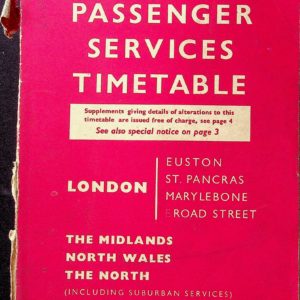 PASSENGER
SERVICES
TIMETABLE
Supplements giving details of alterations to this
timetable are issued free of charge, see page 4
See also special notice on page 3
LONDON
EUSTON
ST. PANCRAS
MARYLEBONE
BROAD STREET
THE MIDLANDS
NORTH WALES
THE NORTH
(INCLUDING SUBURBAN SERVICES)